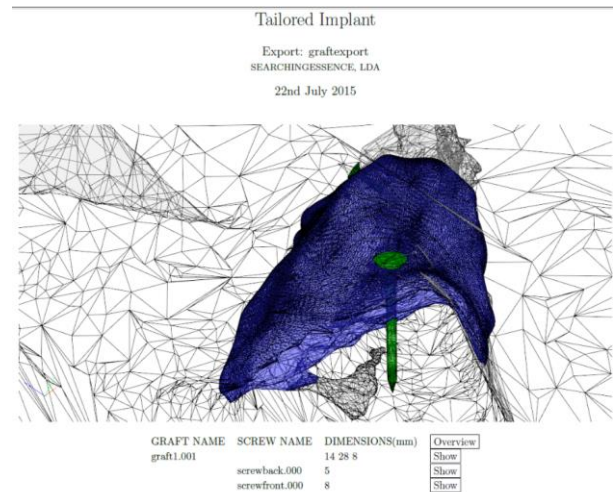 Tailored Implant
Export: graftexport
SEARCHINGESSENCE, LDA
22nd July 2015
GRAFT NAME SCREW NAME DIMENSIONS(mm) Overview
graft1.001 14 28 8 Show
screwback.000 5 Show
screwfront.000 8 Show